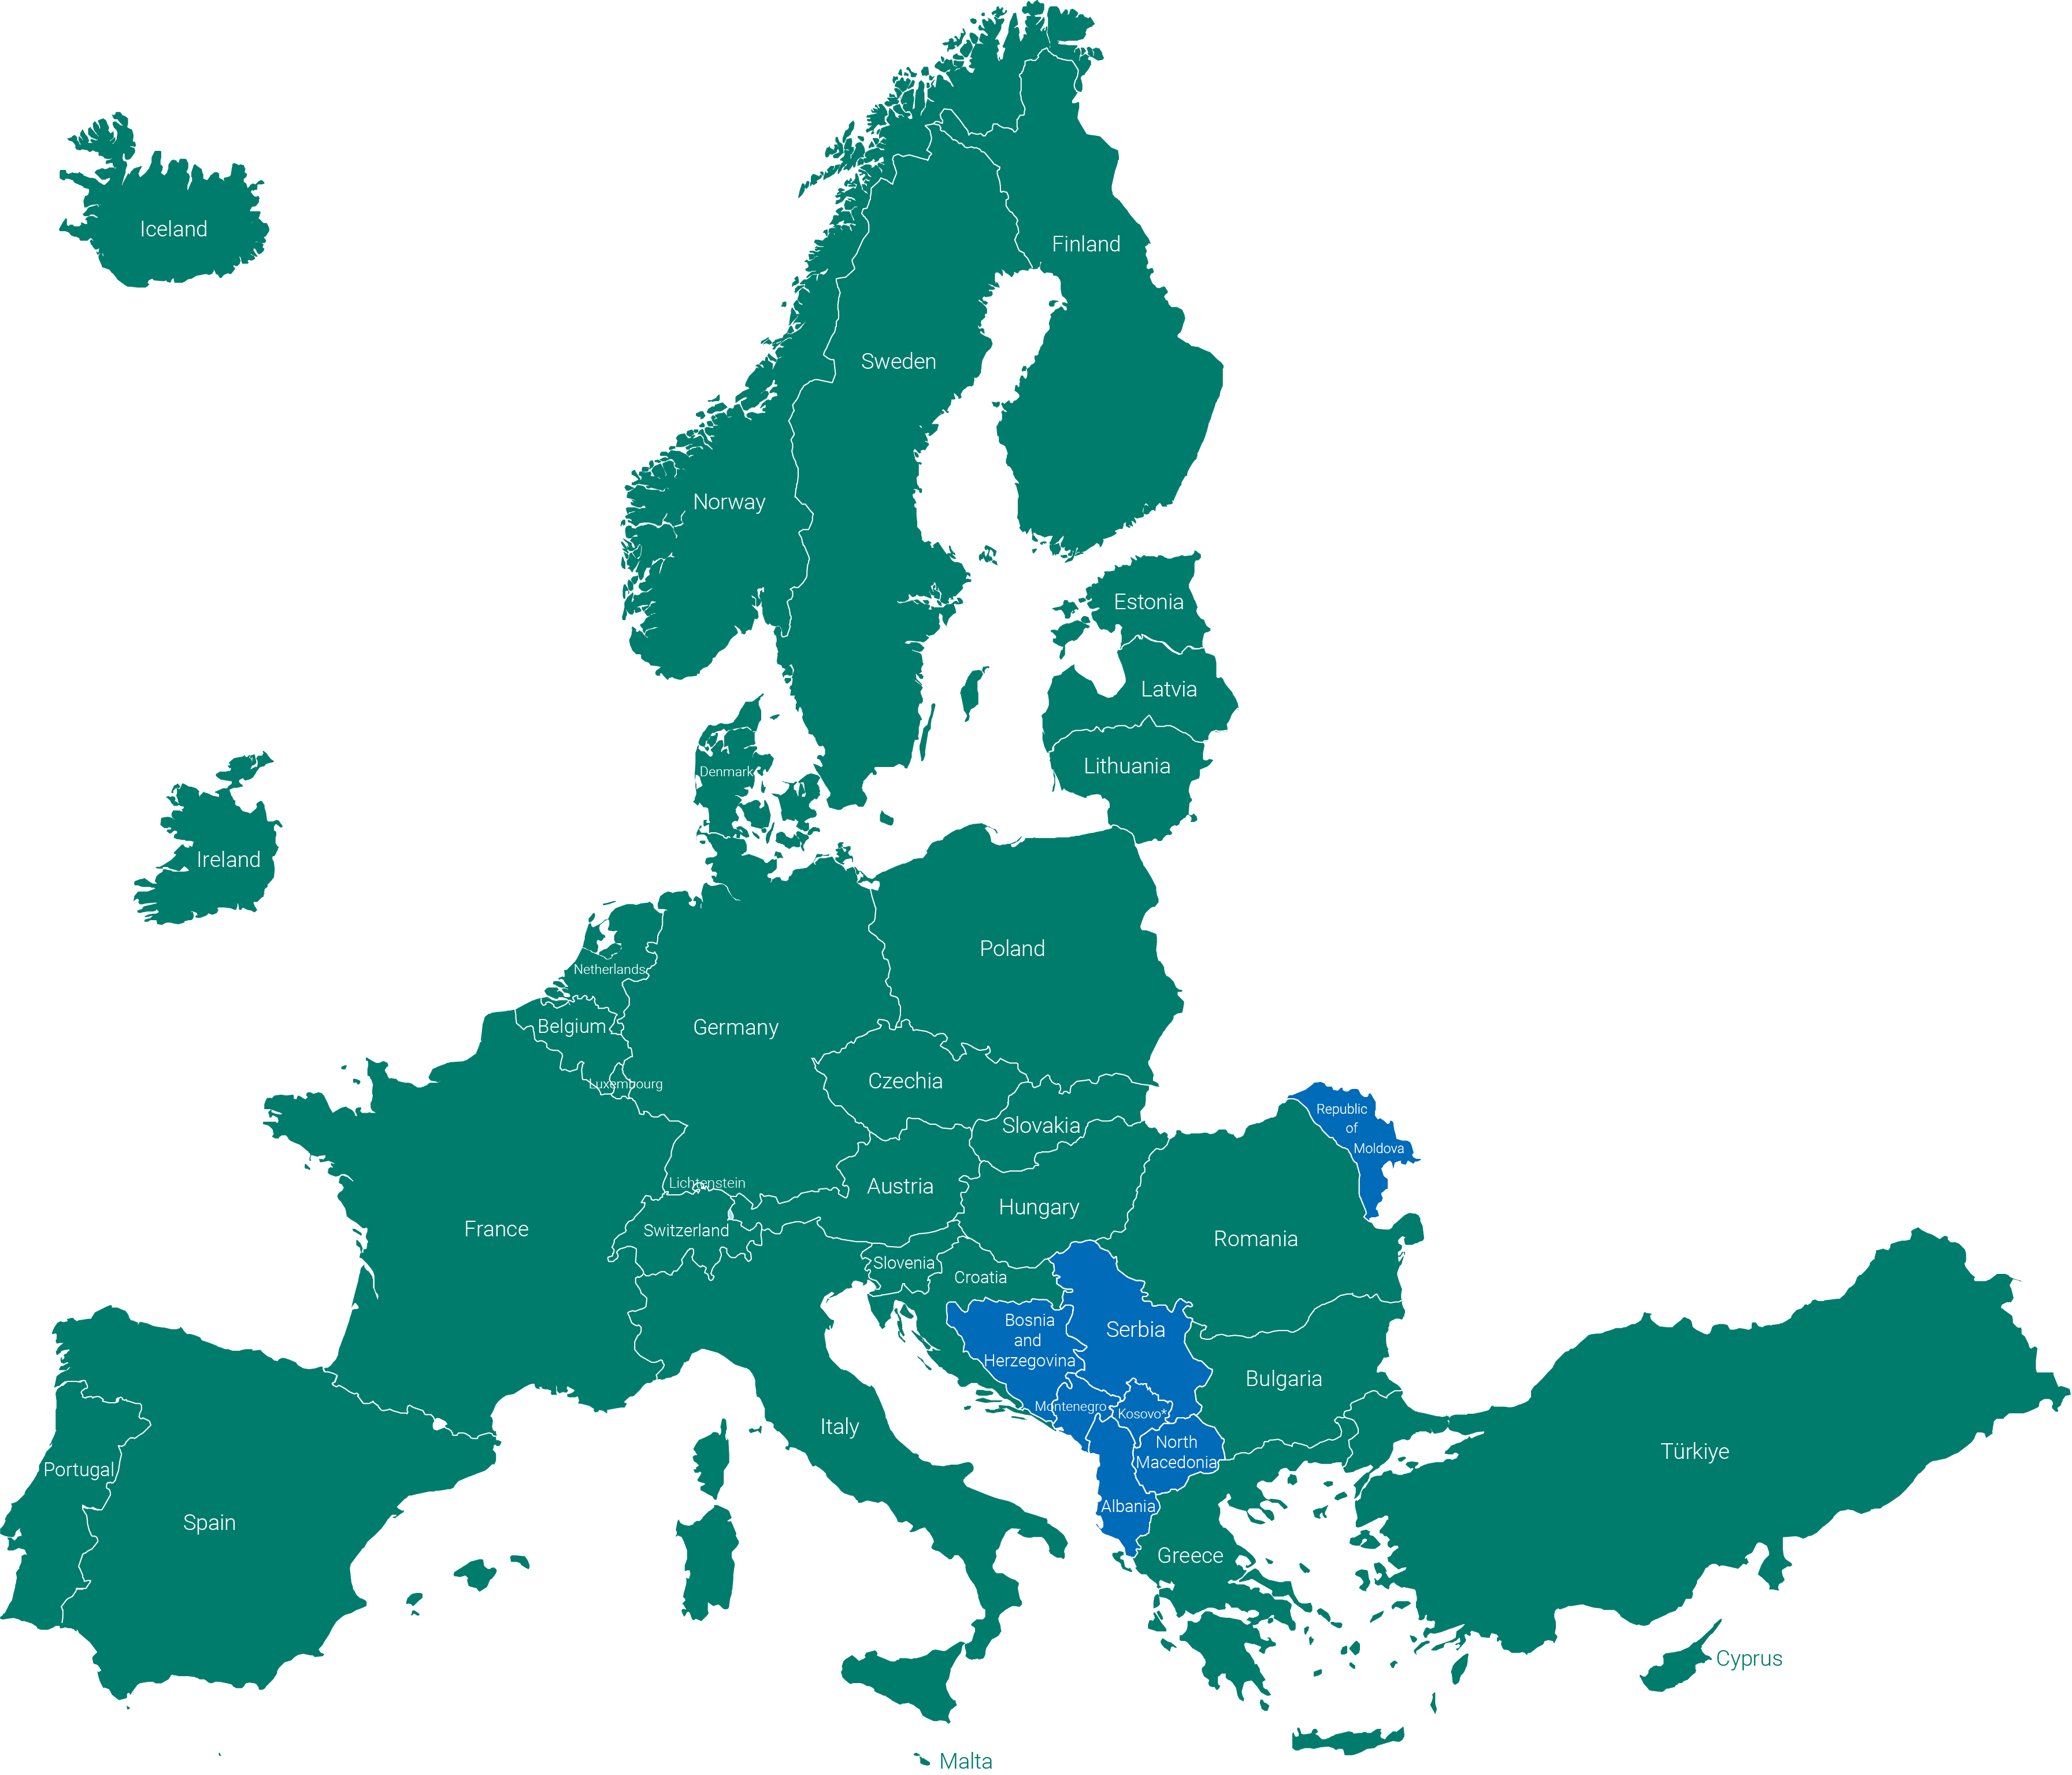 Iceland
Finland
Sweden
Norway
Estonia
Latvia
Lithuania
Denmark
Ireland
Poland
Netherlands
Belgium
Germany
Luxembourg
Czechia
Republic
of
Moldova
Slovakia
Lichtenstein
Austria
Hungary
France
Switzerland
Romania
Slovenia
Croatia
Bosnia
and
Herzegovina
Serbia
Bulgaria
Montenegro
Kosovo*
Italy
North
Macedonia
Türkiye
Portugal
Albania
Spain
Greece
Cyprus
Malta